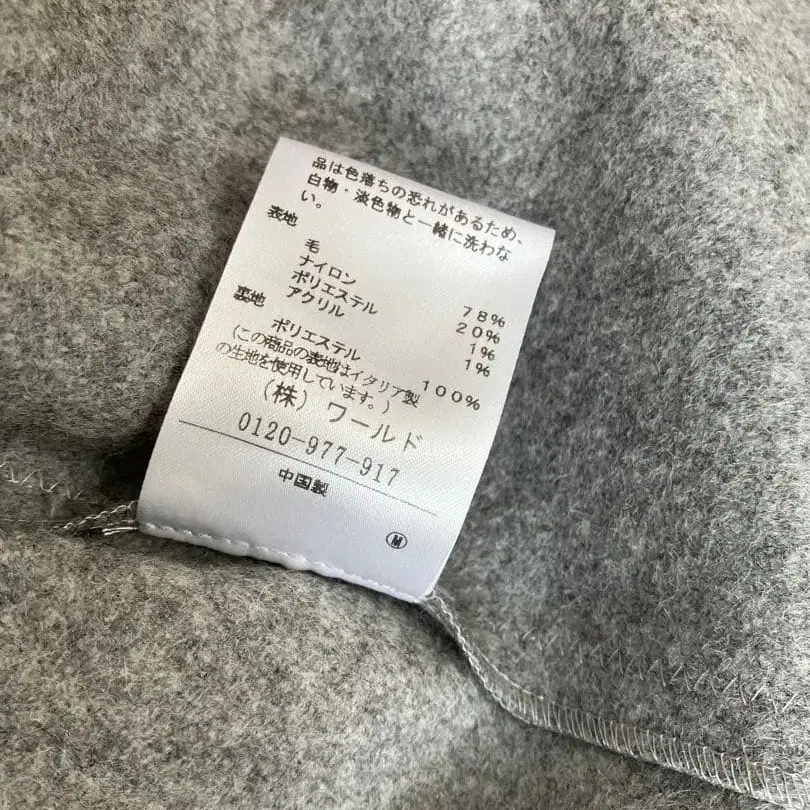 品は色落ちの恐れがあるため、
白物・淡色物と一緒に洗わな
い。
表地
毛 78%
ナイロン 20%
ポリエステル 1%
アクリル 1%
裏地
ポリエステル 100%
(この商品の表地はイタリア製
の生地を使用しています。)
(株) ワールド
0120-977-917
中国製
M